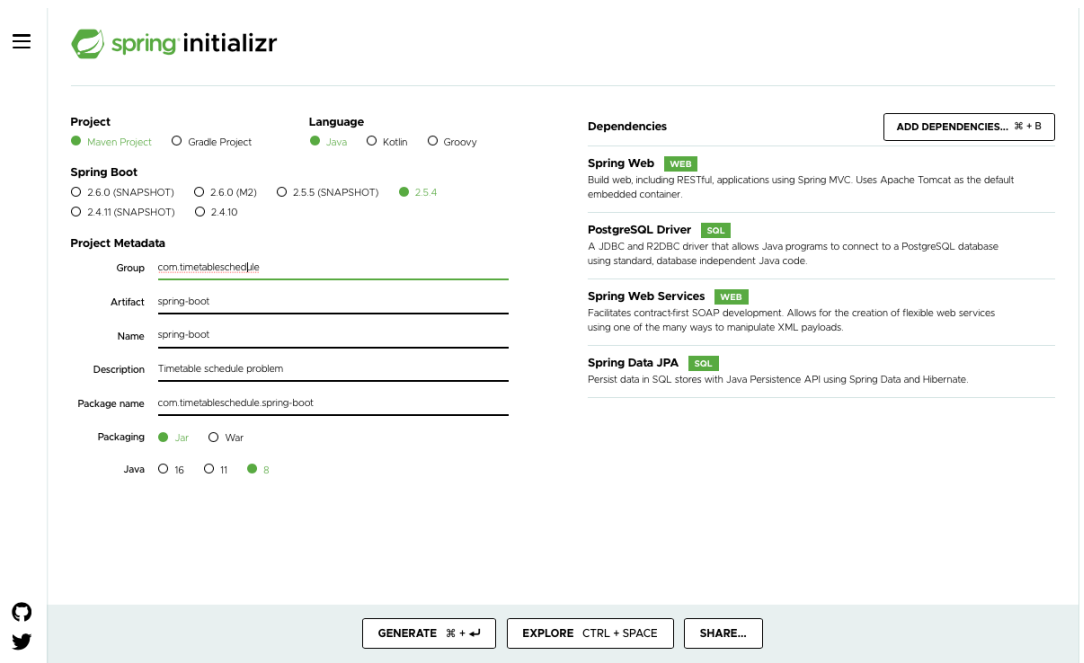 spring initializr
Project
Maven Project Gradle Project
Language
Java Kotlin Groovy
Spring Boot
2.6.0 (SNAPSHOT) 2.6.0 (M2) 2.5.5 (SNAPSHOT) 2.5.4
2.4.11 (SNAPSHOT) 2.4.10
Project Metadata
Group com.timetableschedule
Artifact spring-boot
Name spring-boot
Description Timetable schedule problem
Package name com.timetableschedule.spring-boot
Packaging Jar War
Java 16 11 8
Dependencies ADD DEPENDENCIES... ⌘ + B
Spring Web WEB
Build web, including RESTful, applications using Spring MVC. Uses Apache Tomcat as the default
embedded container.
PostgreSQL Driver SQL
A JDBC and R2DBC driver that allows Java programs to connect to a PostgreSQL database
using standard, database independent Java code.
Spring Web Services WEB
Facilitates contract-first SOAP development. Allows for the creation of flexible web services
using one of the many ways to manipulate XML payloads.
Spring Data JPA SQL
Persist data in SQL stores with Java Persistence API using Spring Data and Hibernate.
GENERATE ⌘ + ↵ EXPLORE CTRL + SPACE SHARE...